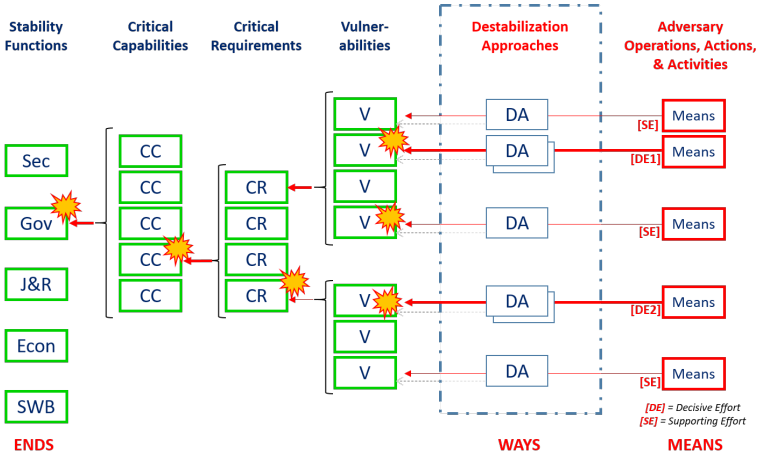 Stability
Functions
Critical
Capabilities
Critical
Requirements
Vulner-
abilities
Destabilization
Approaches
Adversary
Operations, Actions,
& Activities
Sec
Gov
J&R
Econ
SWB
CC
CC
CC
CC
CC
CR
CR
CR
CR
V
V
V
V
V
V
V
DA
DA
DA
DA
DA
[SE]
[DE1]
[SE]
[DE2]
[SE]
Means
Means
Means
Means
Means
[DE] = Decisive Effort
[SE] = Supporting Effort
ENDS
WAYS
MEANS